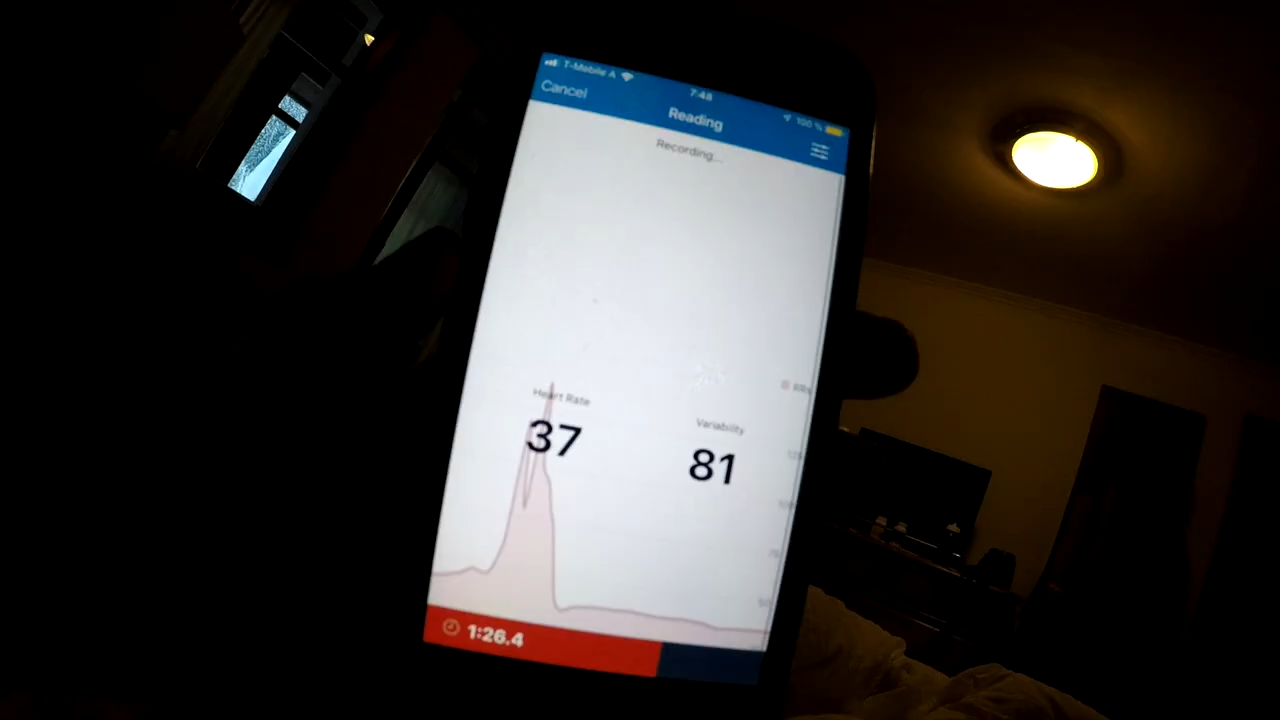 T-Mobile A 7:48 100 %
Cancel
Reading
Recording...
Heart Rate
Variability
37
81
1:26.4